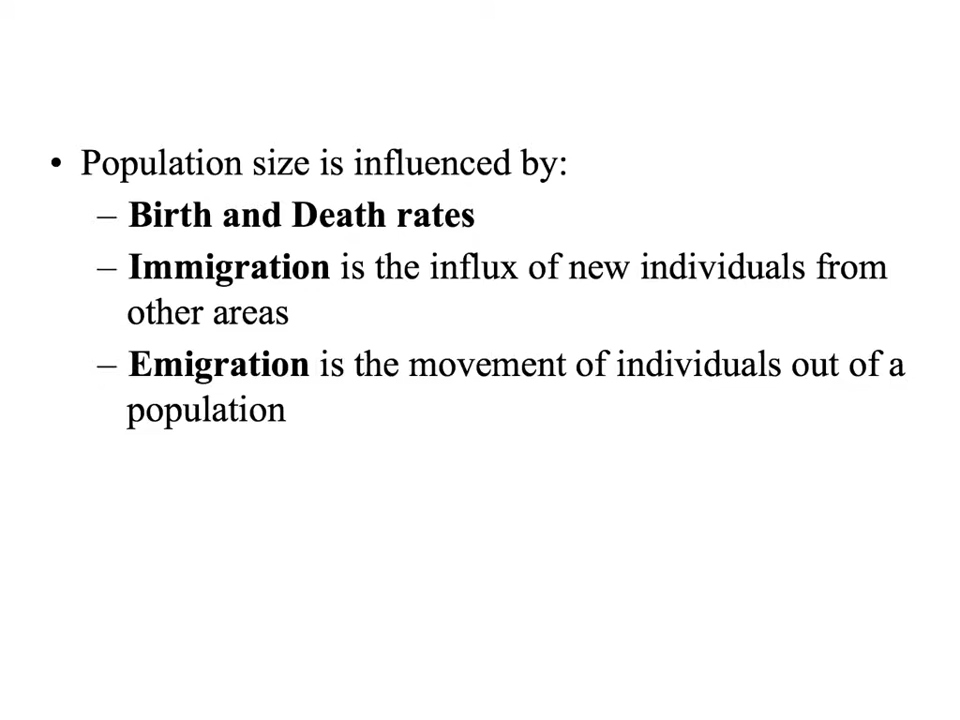 • Population size is influenced by:
– Birth and Death rates
– Immigration is the influx of new individuals from
other areas
– Emigration is the movement of individuals out of a
population